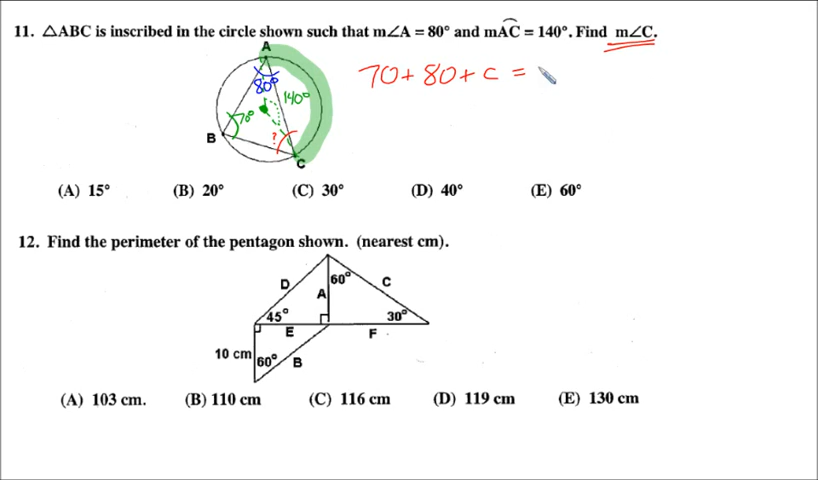 11. △ABC is inscribed in the circle shown such that m∠A = 80° and mAC = 140°. Find m∠C.
A
80°
140°
70°
B
?
C
70 + 80 + C =
(A) 15° (B) 20° (C) 30° (D) 40° (E) 60°
12. Find the perimeter of the pentagon shown. (nearest cm).
D
60°
C
A
45°
30°
E
F
10 cm
60°
B
(A) 103 cm. (B) 110 cm (C) 116 cm (D) 119 cm (E) 130 cm